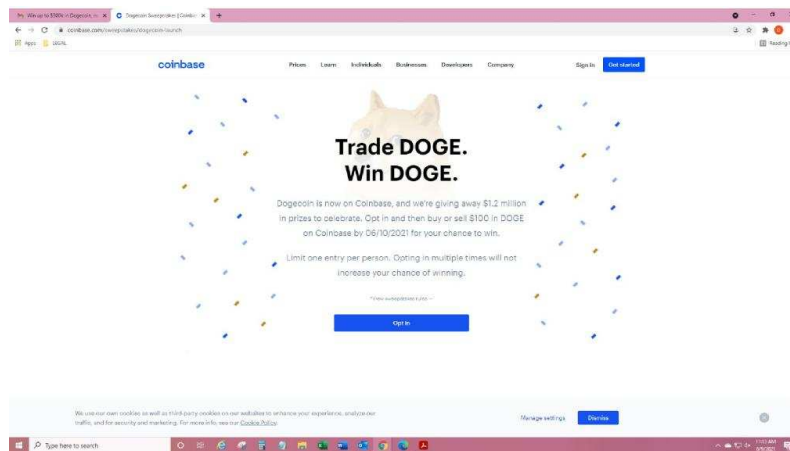 Win up to $300k in Dogecoin, in
Dogecoin Sweepstakes | Coinbas
coinbase.com/sweepstakes/dogecoin-launch
Apps
Reading l
coinbase
Prices
Learn
Individuals
Businesses
Developers
Company
Sign in
Get started
Trade DOGE.
Win DOGE.
Dogecoin is now on Coinbase, and we're giving away $1.2 million
in prizes to celebrate. Opt in and then buy or sell $100 in DOGE
on Coinbase by 06/10/2021 for your chance to win.
Limit one entry per person. Opting in multiple times will not
increase your chance of winning.
*View sweepstakes rules
Opt in
We use our own cookies as well as third-party cookies on our websites to enhance your experience, analyze our
traffic, and for security and marketing. For more info, see our Cookie Policy.
Manage settings
Dismiss
Type here to search